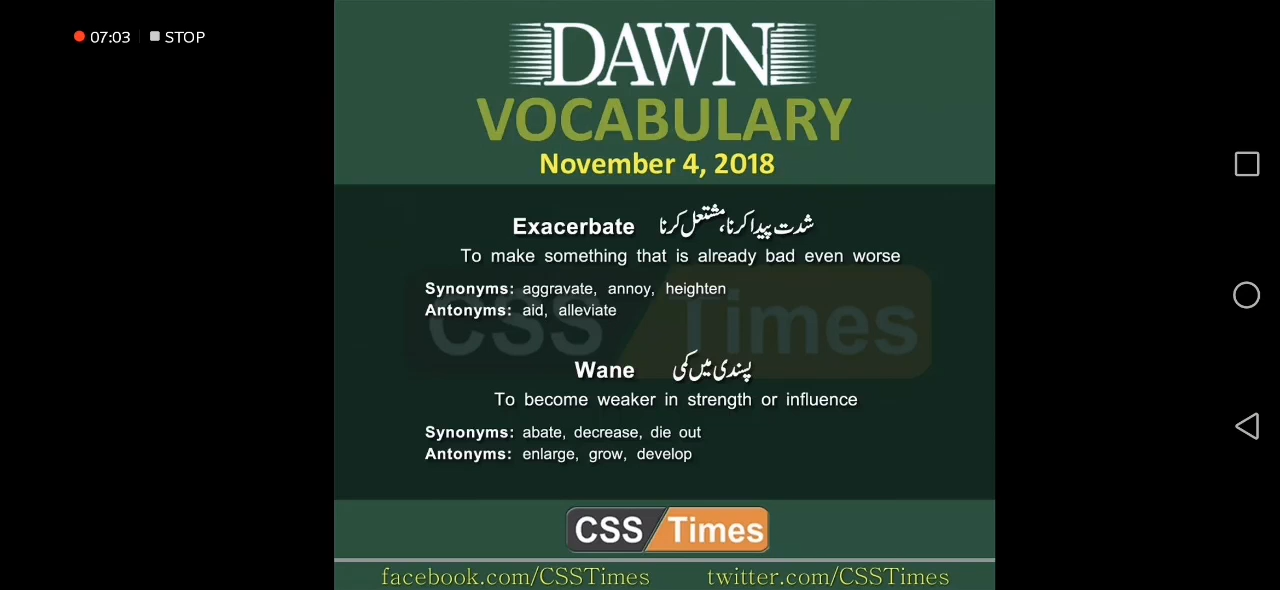 07:03 STOP
DAWN
VOCABULARY
November 4, 2018
Exacerbate شدت پیدا کرنا، مشتعل کرنا
To make something that is already bad even worse
Synonyms: aggravate, annoy, heighten
Antonyms: aid, alleviate
CSS Times
Wane پسندی میں کمی
To become weaker in strength or influence
Synonyms: abate, decrease, die out
Antonyms: enlarge, grow, develop
CSS Times
facebook.com/CSSTimes twitter.com/CSSTimes